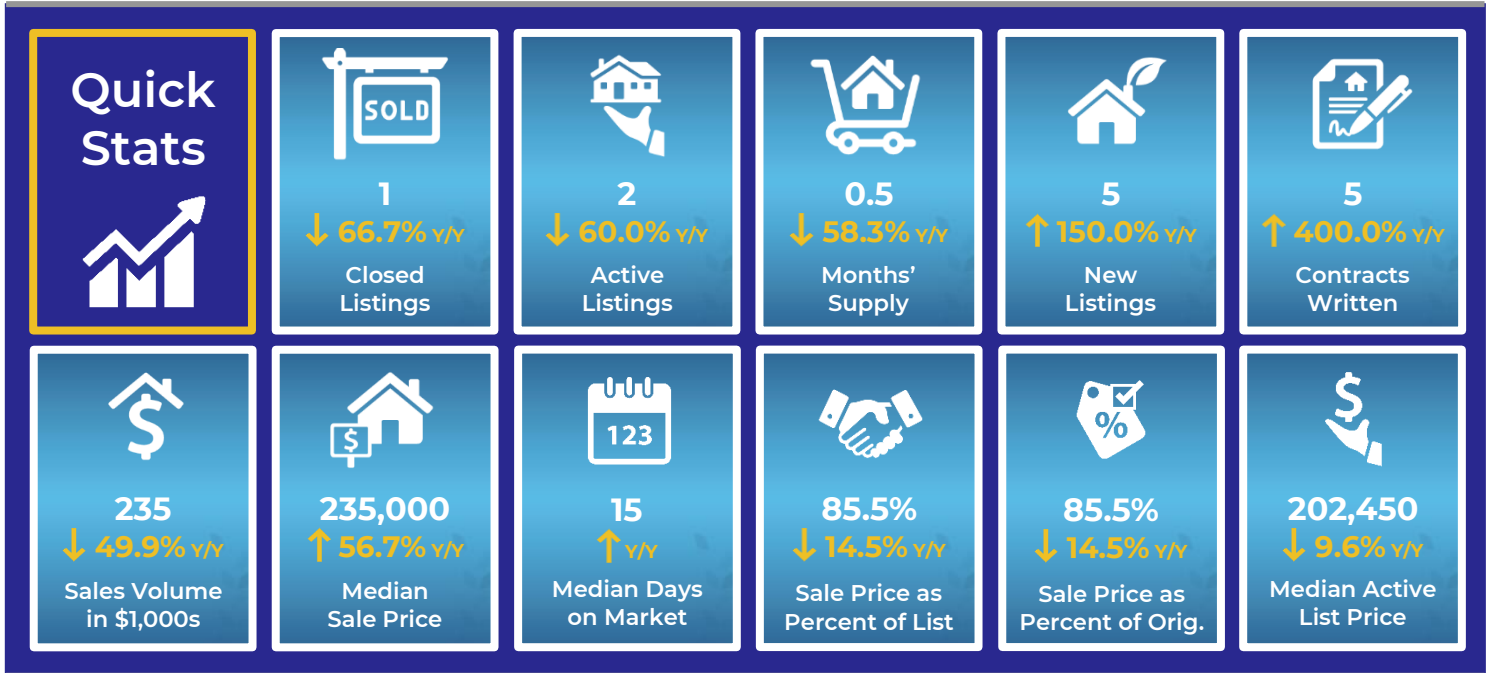 Quick
Stats
SOLD
1
↓ 66.7% Y/Y
Closed
Listings
2
↓ 60.0% Y/Y
Active
Listings
0.5
↓ 58.3% Y/Y
Months’
Supply
5
↑ 150.0% Y/Y
New
Listings
5
↑ 400.0% Y/Y
Contracts
Written
$
235
↓ 49.9% Y/Y
Sales Volume
in $1,000s
$
235,000
↑ 56.7% Y/Y
Median
Sale Price
123
15
↑ Y/Y
Median Days
on Market
85.5%
↓ 14.5% Y/Y
Sale Price as
Percent of List
%
85.5%
↓ 14.5% Y/Y
Sale Price as
Percent of Orig.
$
202,450
↓ 9.6% Y/Y
Median Active
List Price